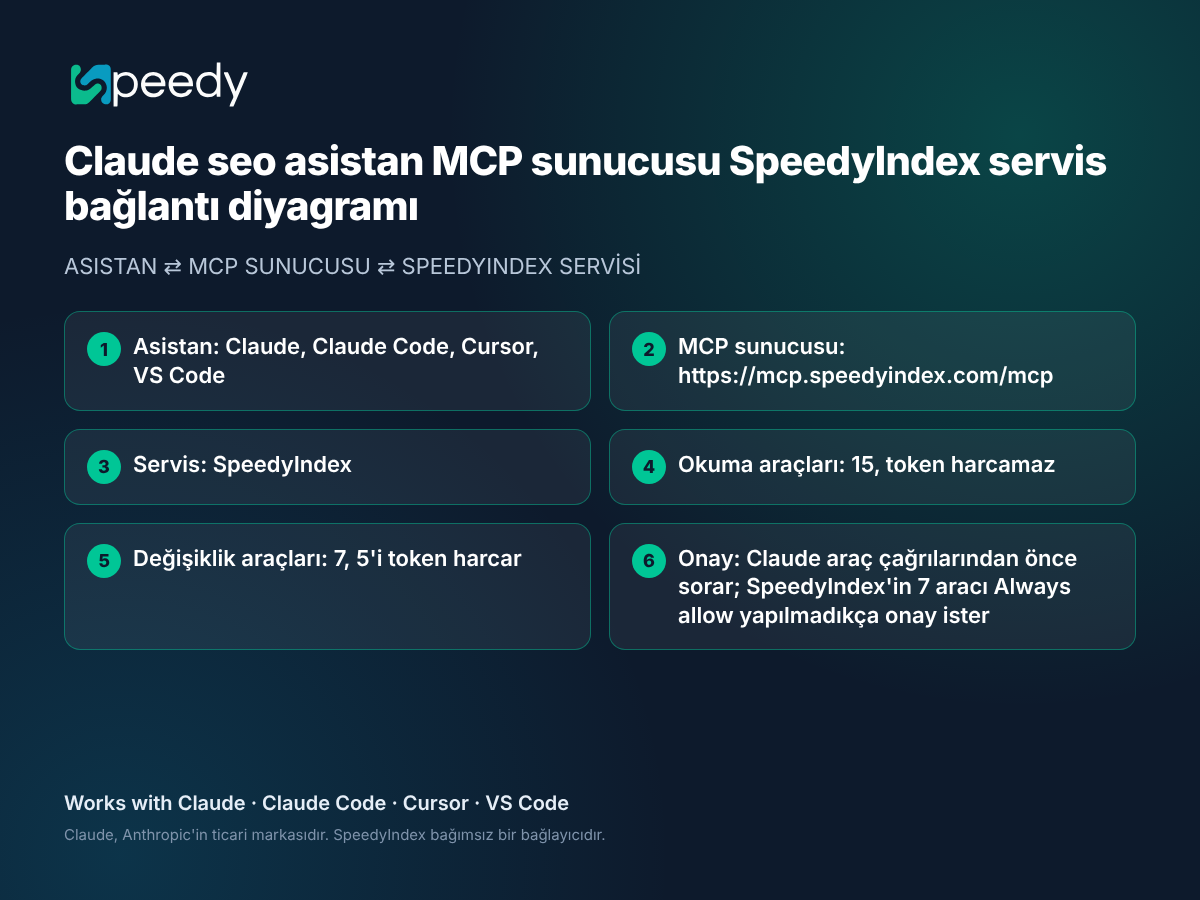 Speedy
Claude seo asistan MCP sunucusu SpeedyIndex servis
bağlantı diyagramı
ASISTAN ⇄ MCP SUNUCUSU ⇄ SPEEDYINDEX SERVİSİ
1 Asistan: Claude, Claude Code, Cursor,
VS Code
2 MCP sunucusu:
https://mcp.speedyindex.com/mcp
3 Servis: SpeedyIndex
4 Okuma araçları: 15, token harcamaz
5 Değişiklik araçları: 7, 5'i token harcar
6 Onay: Claude araç çağrılarından önce
sorar; SpeedyIndex'in 7 aracı Always
allow yapılmadıkça onay ister
Works with Claude · Claude Code · Cursor · VS Code
Claude, Anthropic'in ticari markasıdır. SpeedyIndex bağımsız bir bağlayıcıdır.